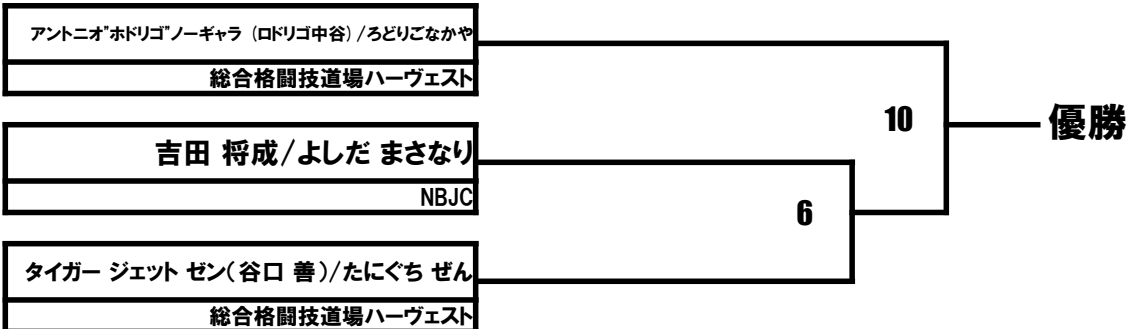 アントニオ"ホドリゴ"ノーギャラ (ロドリゴ中谷)/ろどりごなかや
総合格闘技道場ハーヴェスト
10
優勝
吉田 将成/よしだ まさなり
NBJC
6
タイガー ジェット ゼン(谷口 善)/たにぐち ぜん
総合格闘技道場ハーヴェスト